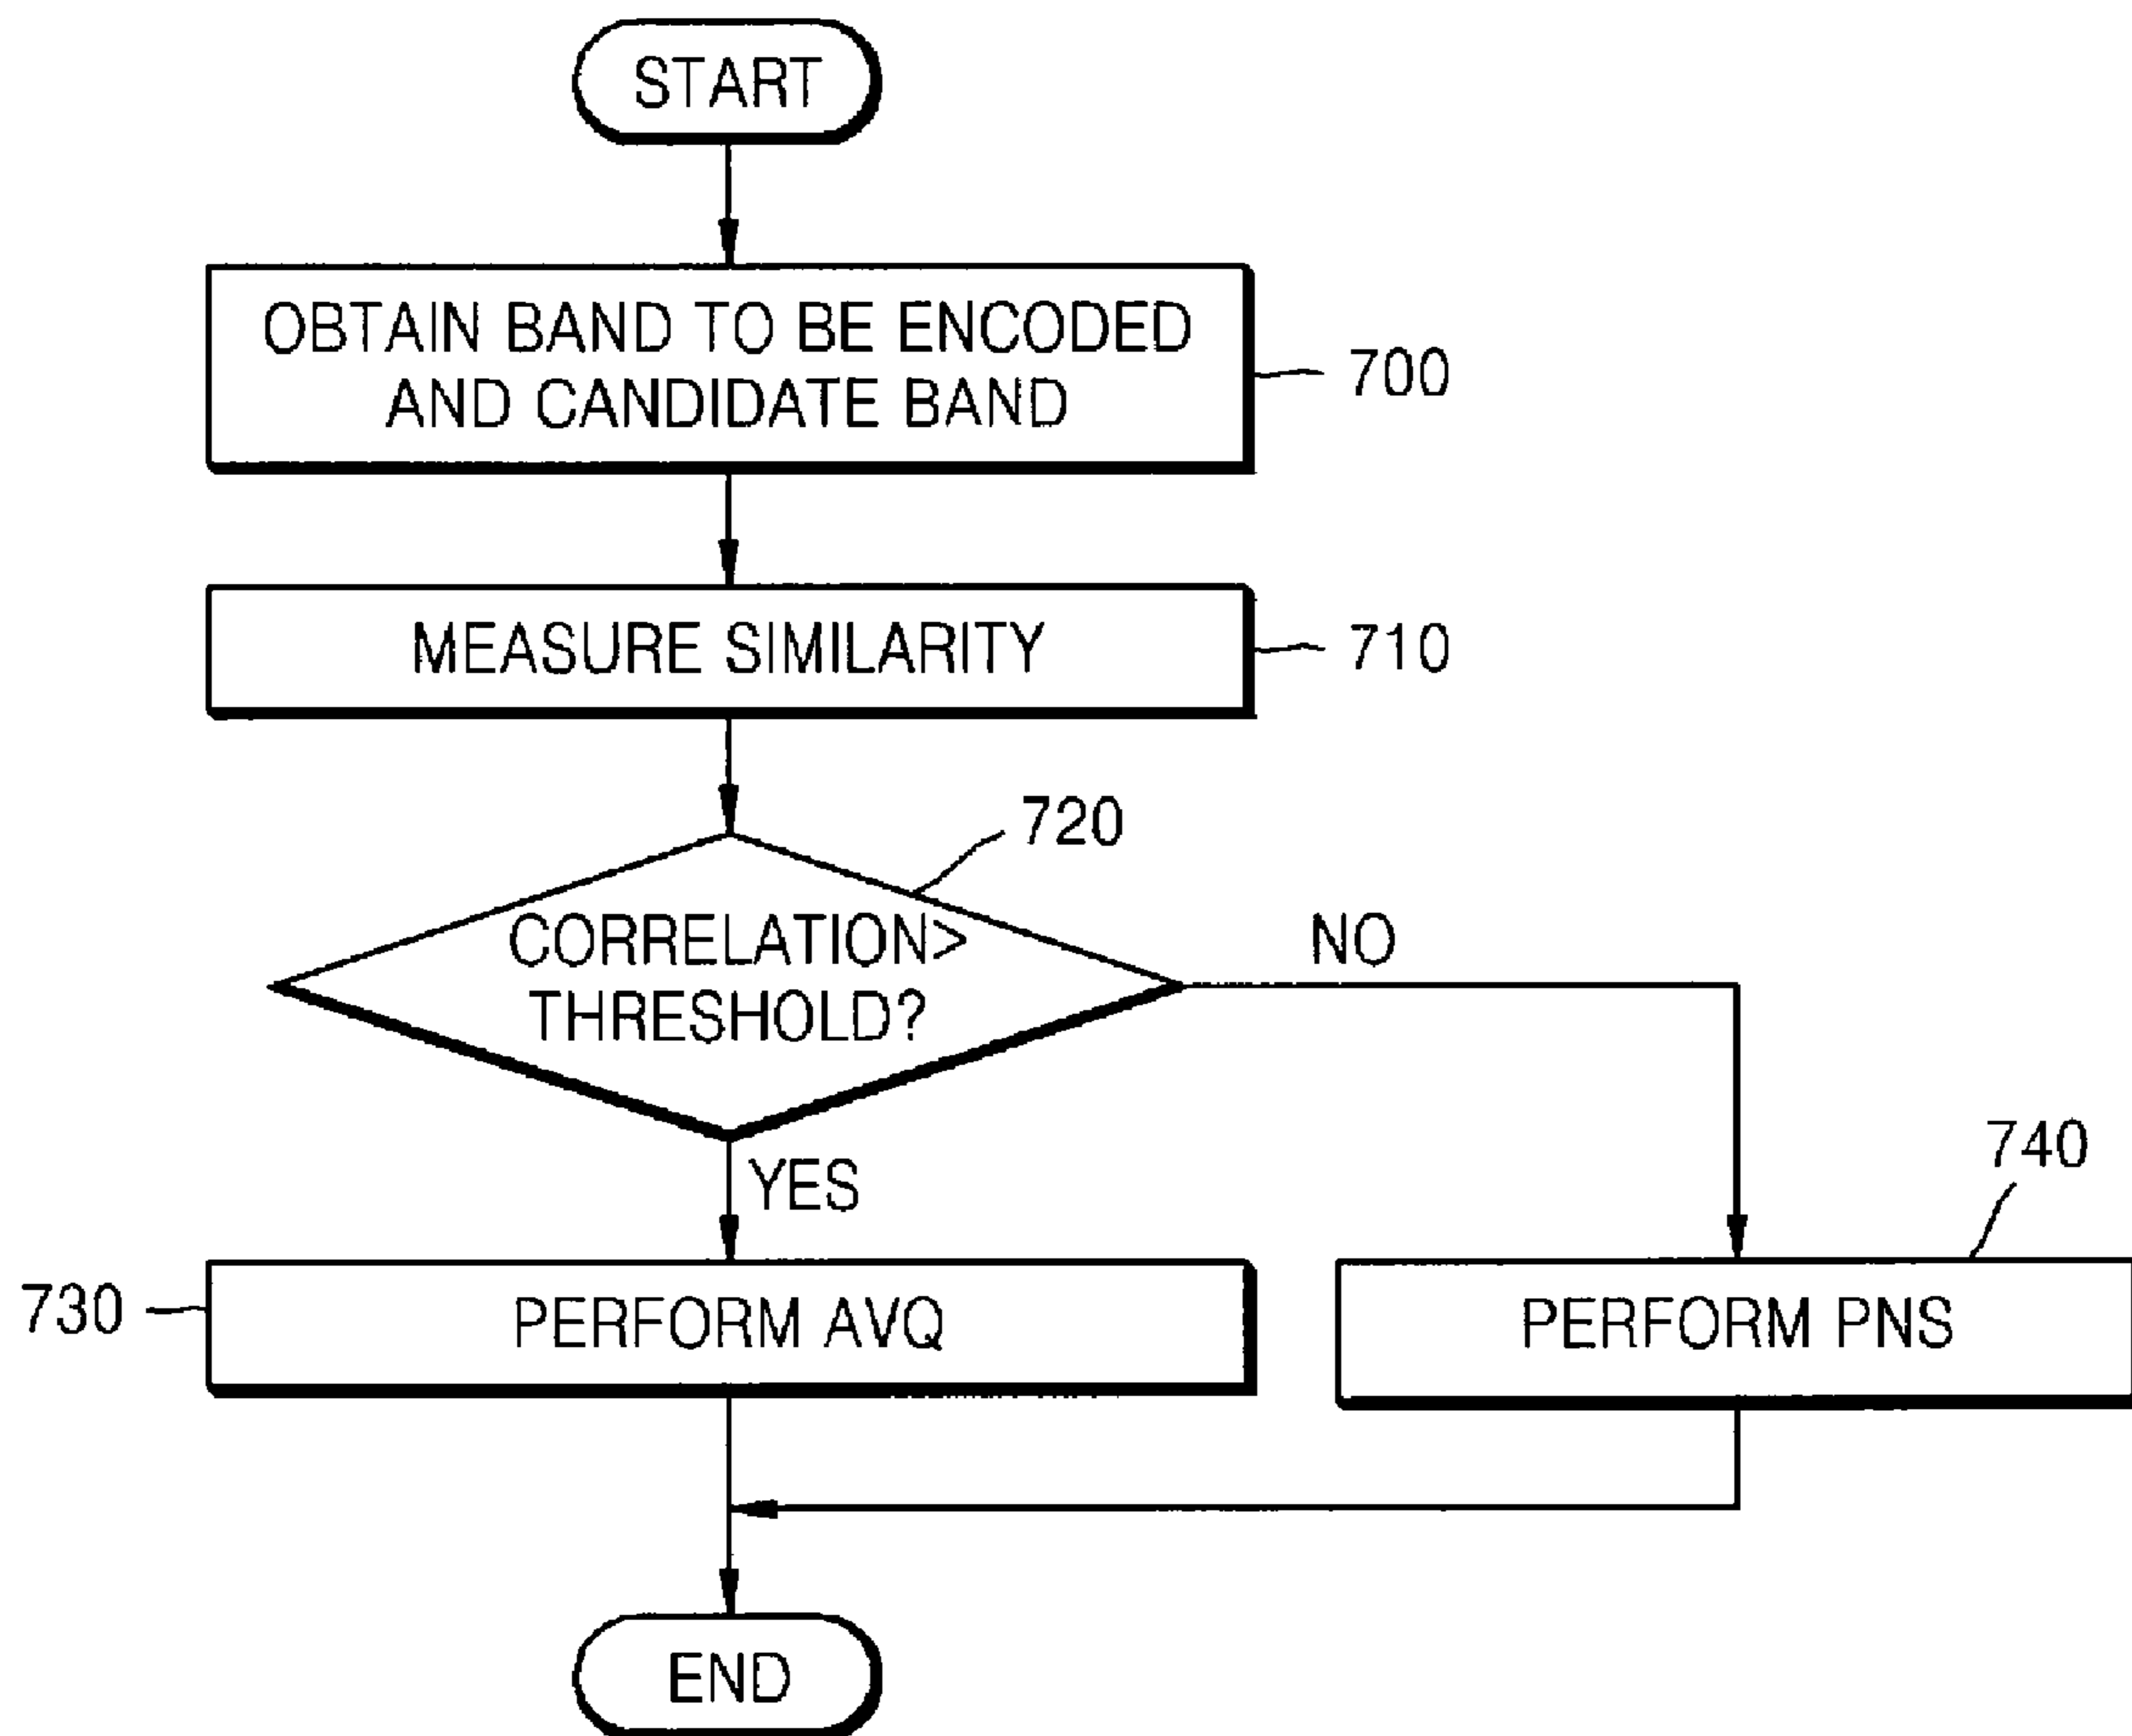 START
OBTAIN BAND TO BE ENCODED
AND CANDIDATE BAND
700
MEASURE SIMILARITY
710
720
CORRELATION>
THRESHOLD?
NO
YES
740
730
PERFORM AVQ
PERFORM PNS
END